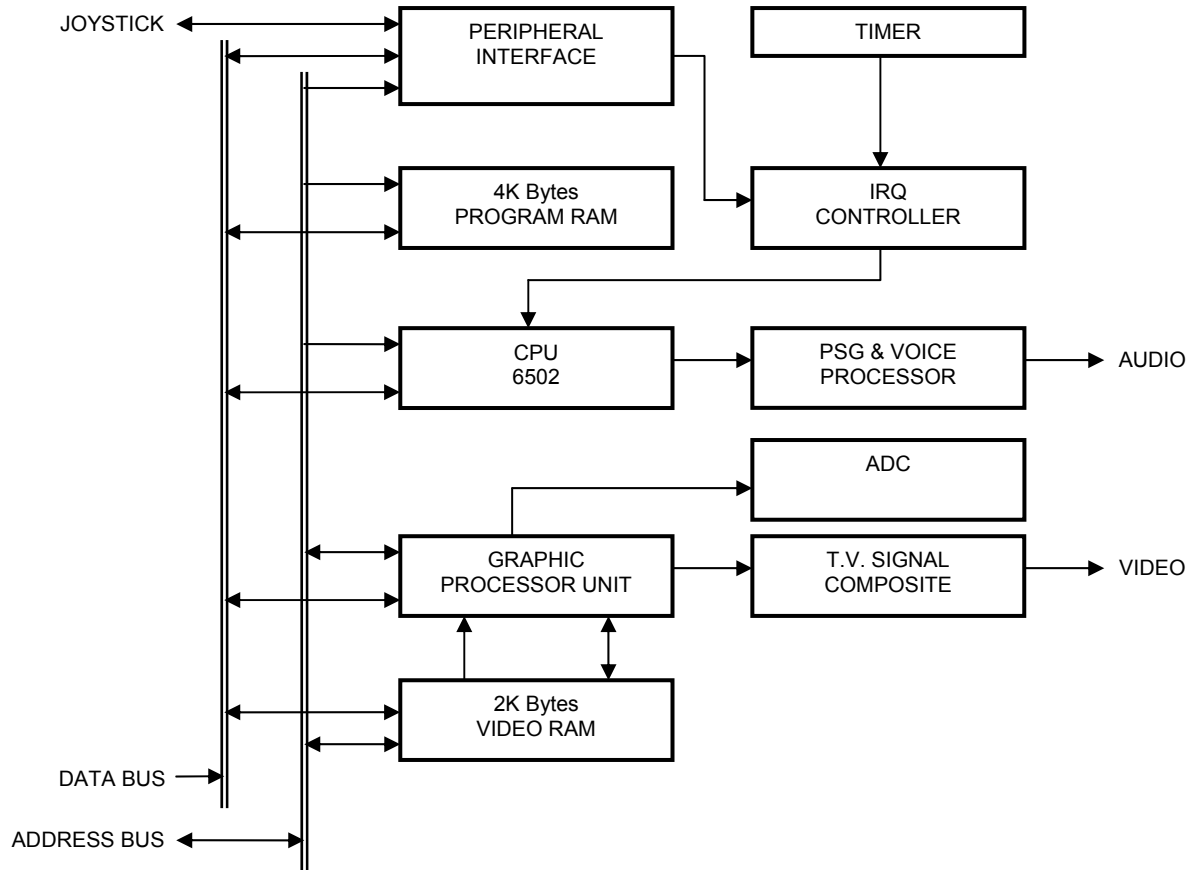 JOYSTICK
PERIPHERAL
INTERFACE
TIMER
4K Bytes
PROGRAM RAM
IRQ
CONTROLLER
CPU
6502
PSG & VOICE
PROCESSOR
AUDIO
ADC
GRAPHIC
PROCESSOR UNIT
T.V. SIGNAL
COMPOSITE
VIDEO
2K Bytes
VIDEO RAM
DATA BUS
ADDRESS BUS